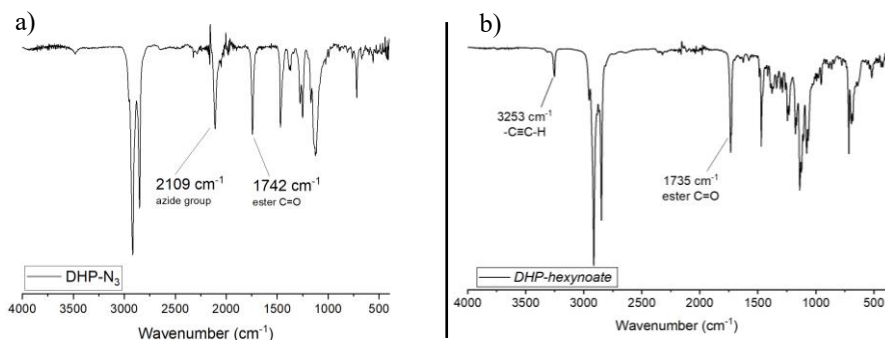 a)
2109 cm⁻¹
azide group
1742 cm⁻¹
ester C=O
DHP-N₃
4000 3500 3000 2500 2000 1500 1000 500
Wavenumber (cm⁻¹)
b)
3253 cm⁻¹
-C≡C-H
1735 cm⁻¹
ester C=O
DHP-hexynoate
4000 3500 3000 2500 2000 1500 1000 500
Wavenumber (cm⁻¹)